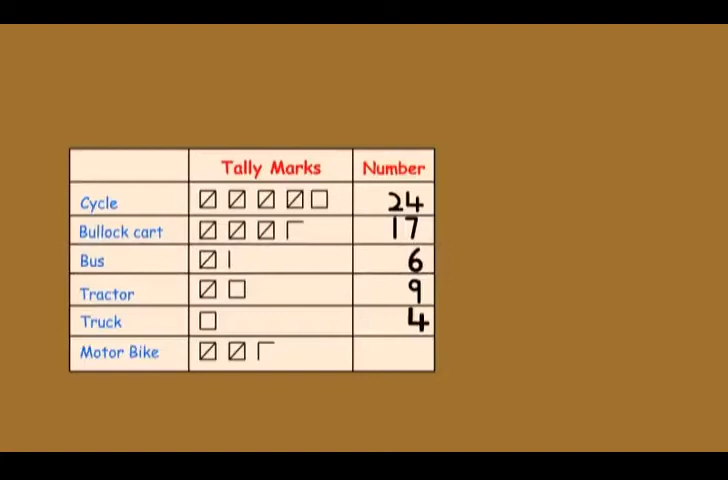 Tally Marks Number
Cycle 24
Bullock cart 17
Bus 6
Tractor 9
Truck 4
Motor Bike